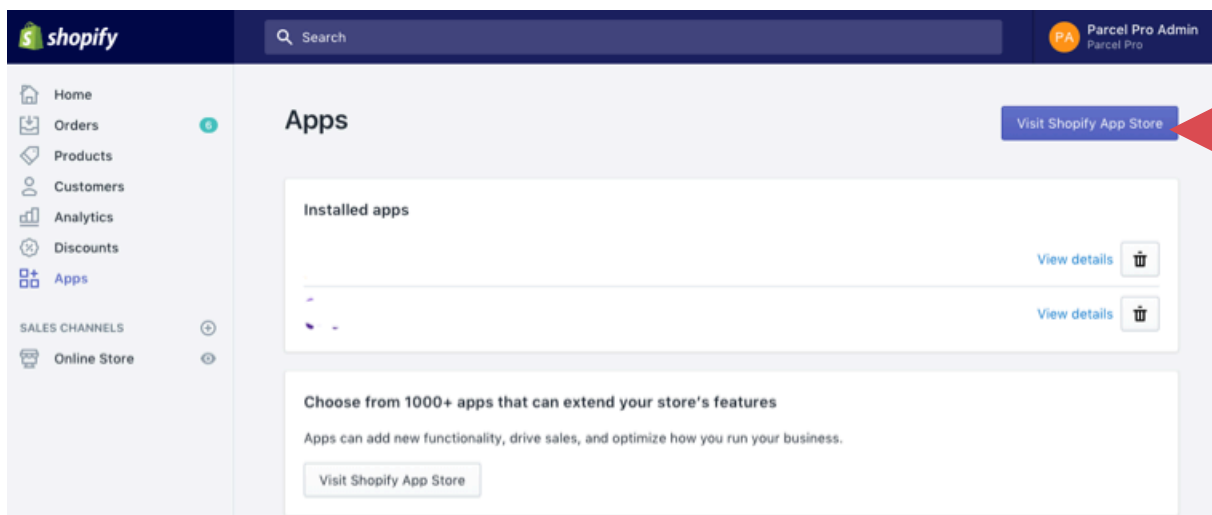 shopify
Search
PA
Parcel Pro Admin
Parcel Pro
Home
Orders
6
Products
Customers
Analytics
Discounts
Apps
SALES CHANNELS
Online Store
Apps
Visit Shopify App Store
Installed apps
View details
View details
Choose from 1000+ apps that can extend your store's features
Apps can add new functionality, drive sales, and optimize how you run your business.
Visit Shopify App Store